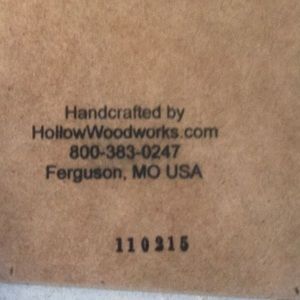 Handcrafted by
HollowWoodworks.com
800-383-0247
Ferguson, MO USA
110215